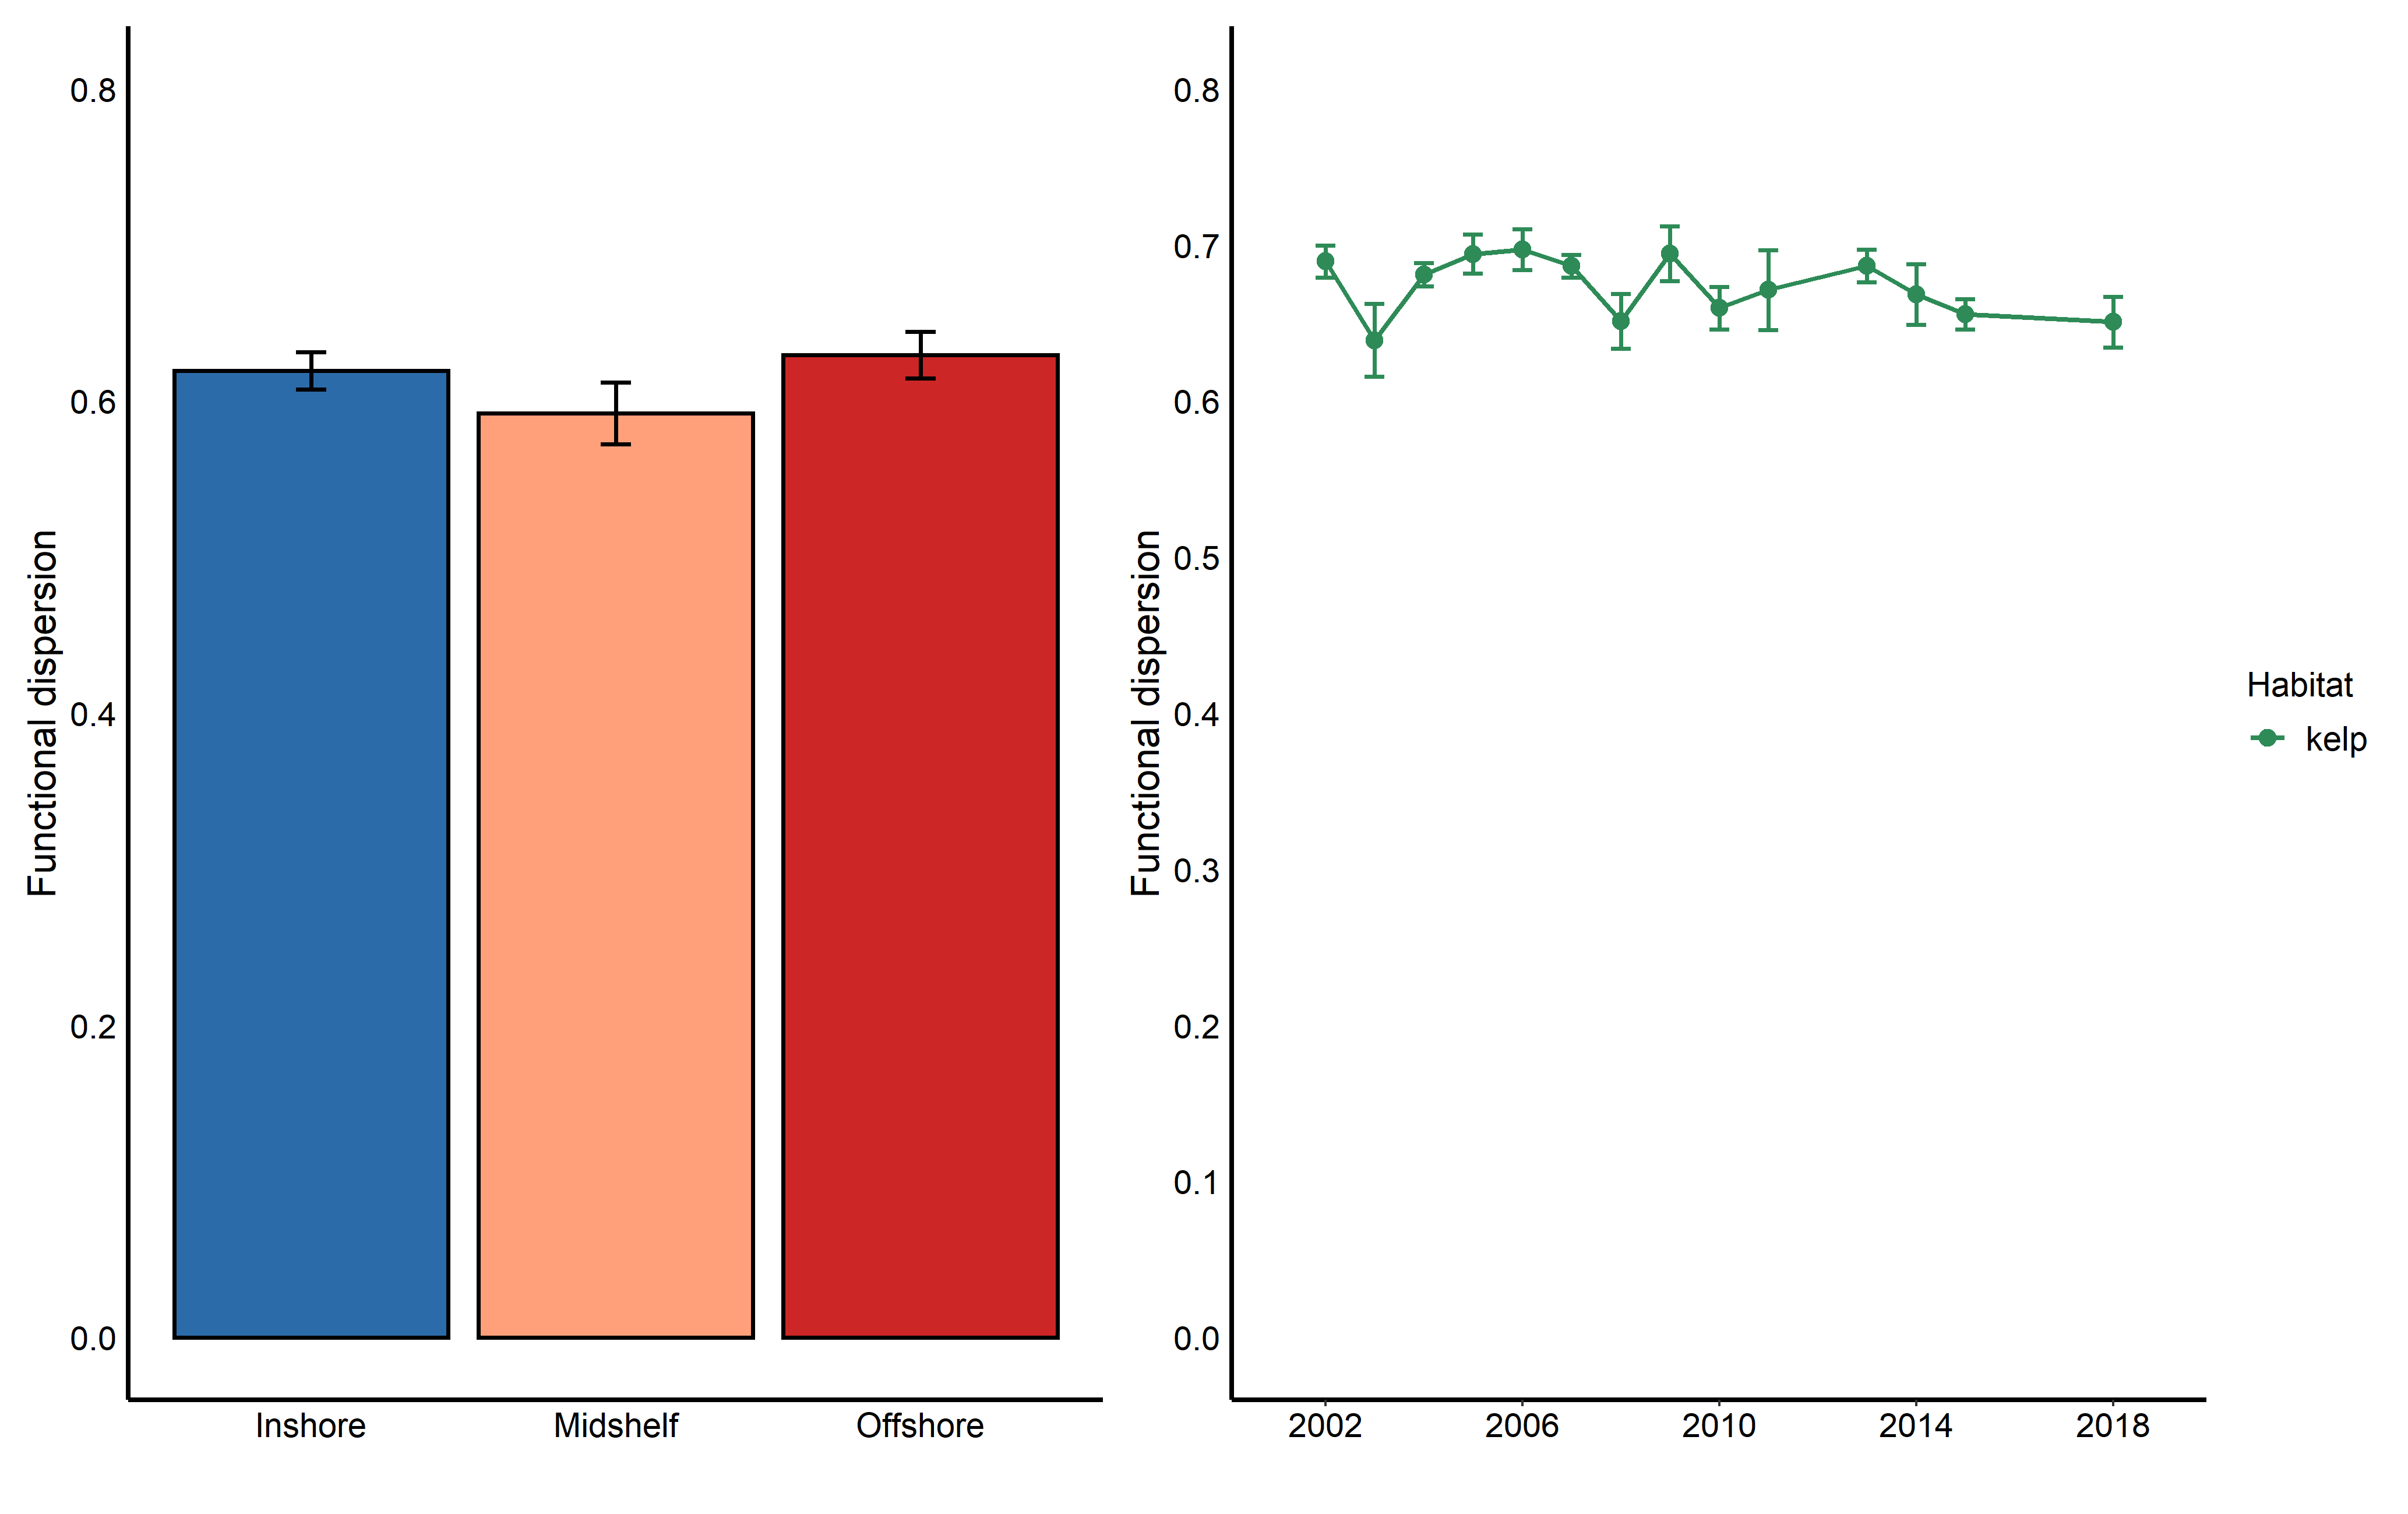 Functional dispersion
0.8
0.6
0.4
0.2
0.0
Inshore Midshelf Offshore
Functional dispersion
0.8
0.7
0.6
0.5
0.4
0.3
0.2
0.1
0.0
2002 2006 2010 2014 2018
Habitat
kelp